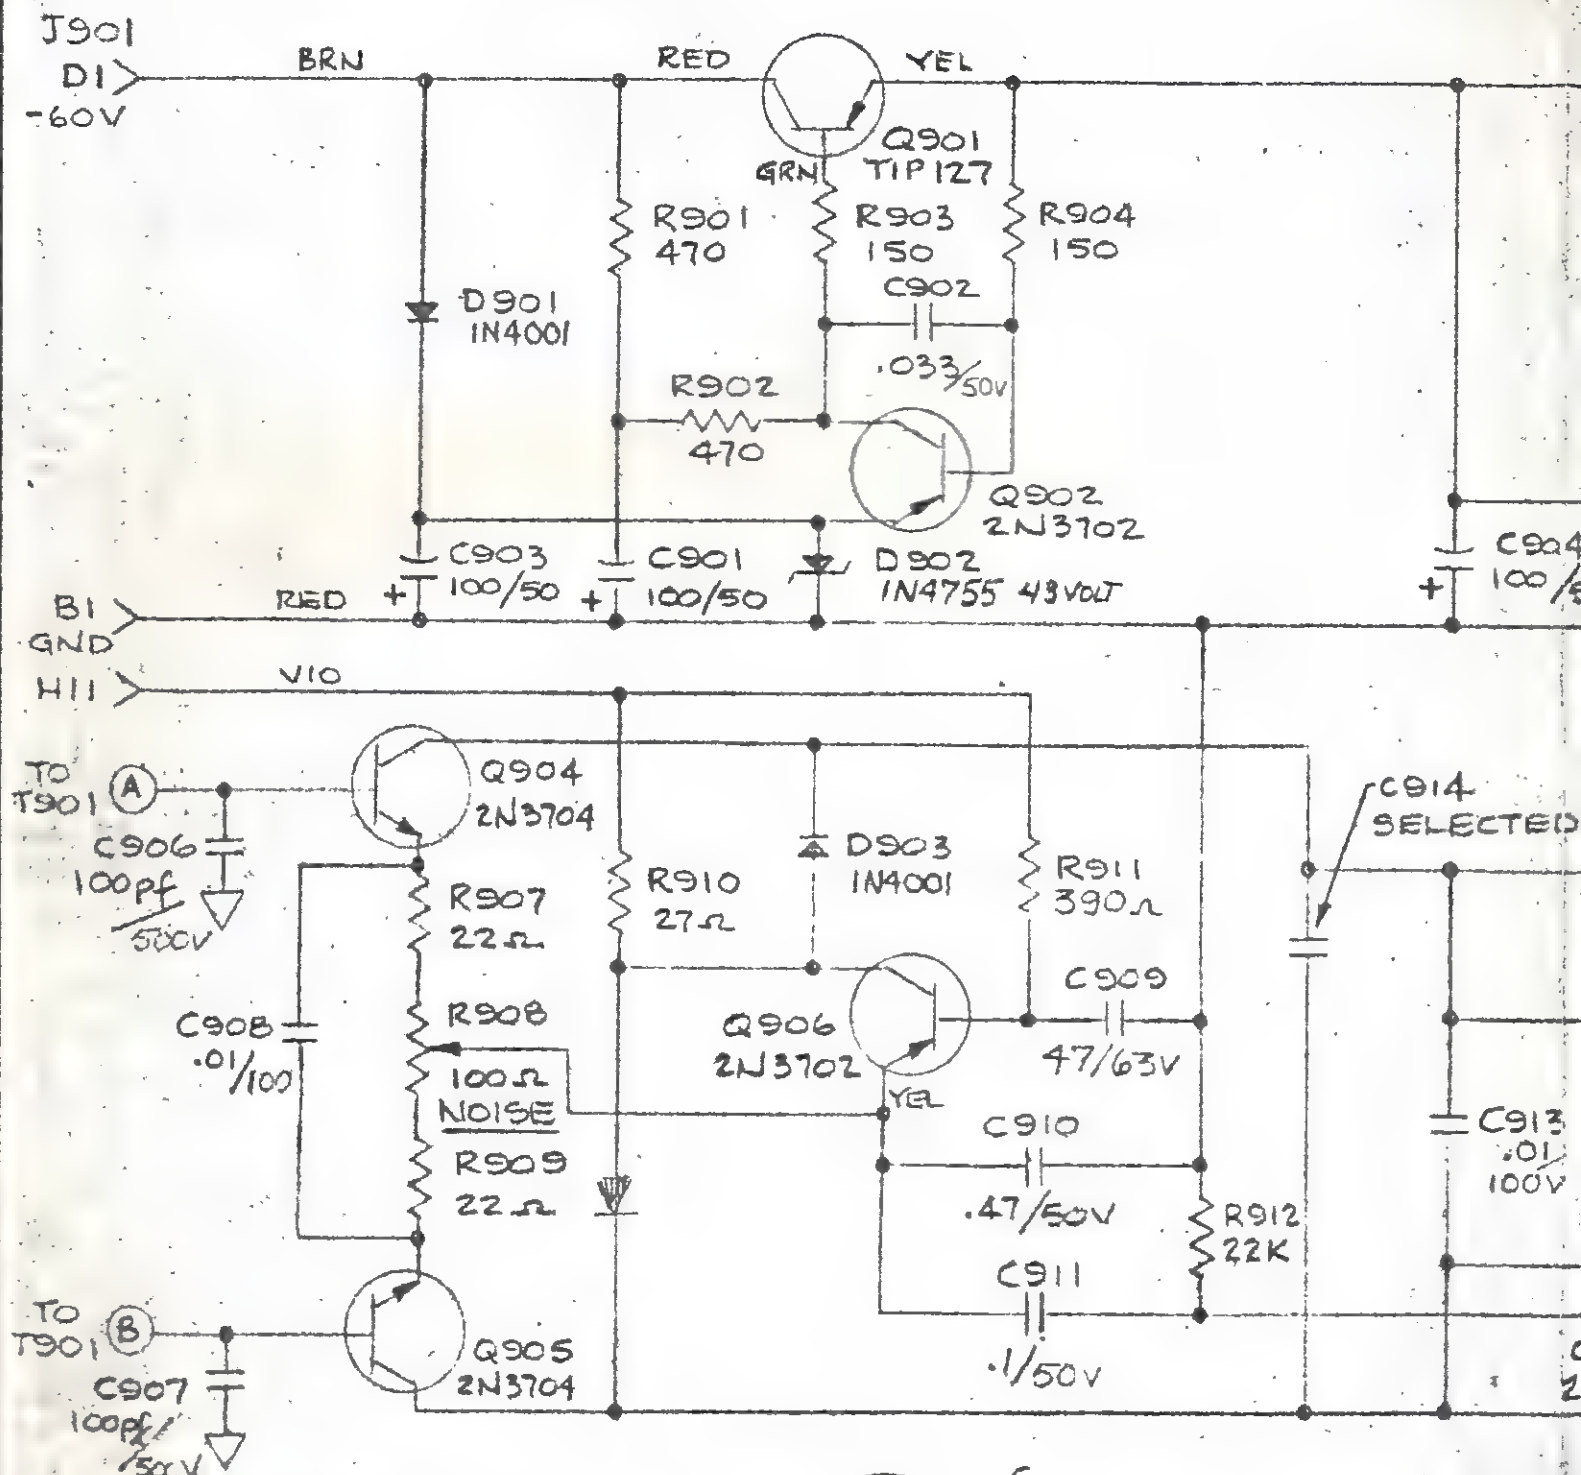 J901
D1
-60V
BRN
RED
YEL
Q901
TIP127
GRN
R901
470
R903
150
R904
150
C902
.033/50V
D901
1N4001
R902
470
Q902
2N3702
C903
100/50
+
C901
100/50
+
D902
1N4755 43VOLT
C904
100/
+
B1
GND
RED
H11
VIO
TO
T901
A
Q904
2N3704
C906
100pf/500V
C914
SELECTED
D903
1N4001
R907
22Ω
R910
27Ω
R911
390Ω
C908
.01/100
R908
100Ω
NOISE
Q906
2N3702
C909
47/63V
YEL
R909
22Ω
C910
.47/50V
C913
.01/100V
R912
22K
C911
.1/50V
TO
T901
B
Q905
2N3704
C907
100pf/